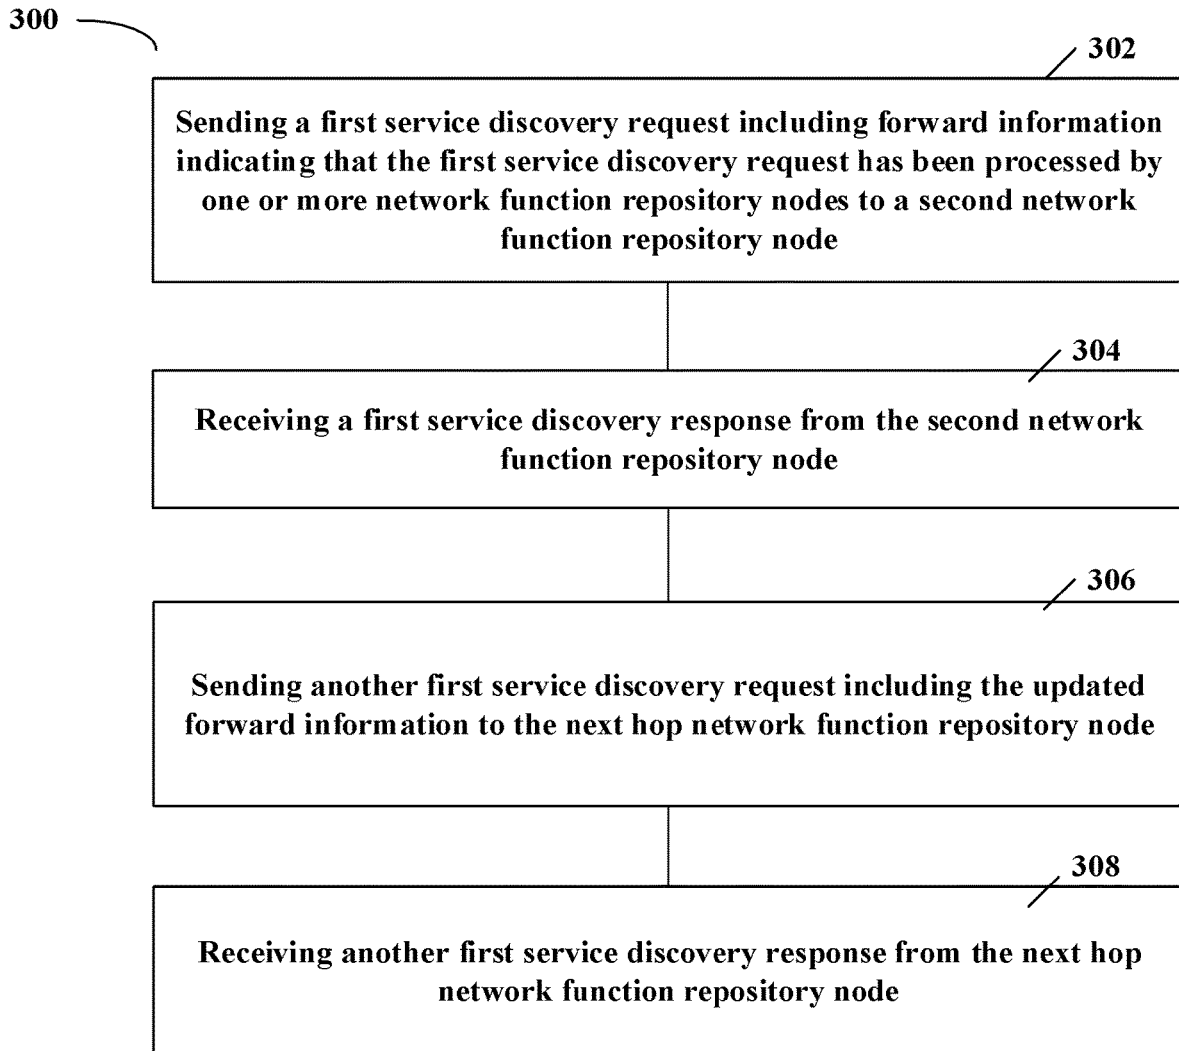 300
302
Sending a first service discovery request including forward information
indicating that the first service discovery request has been processed by
one or more network function repository nodes to a second network
function repository node
304
Receiving a first service discovery response from the second network
function repository node
306
Sending another first service discovery request including the updated
forward information to the next hop network function repository node
308
Receiving another first service discovery response from the next hop
network function repository node